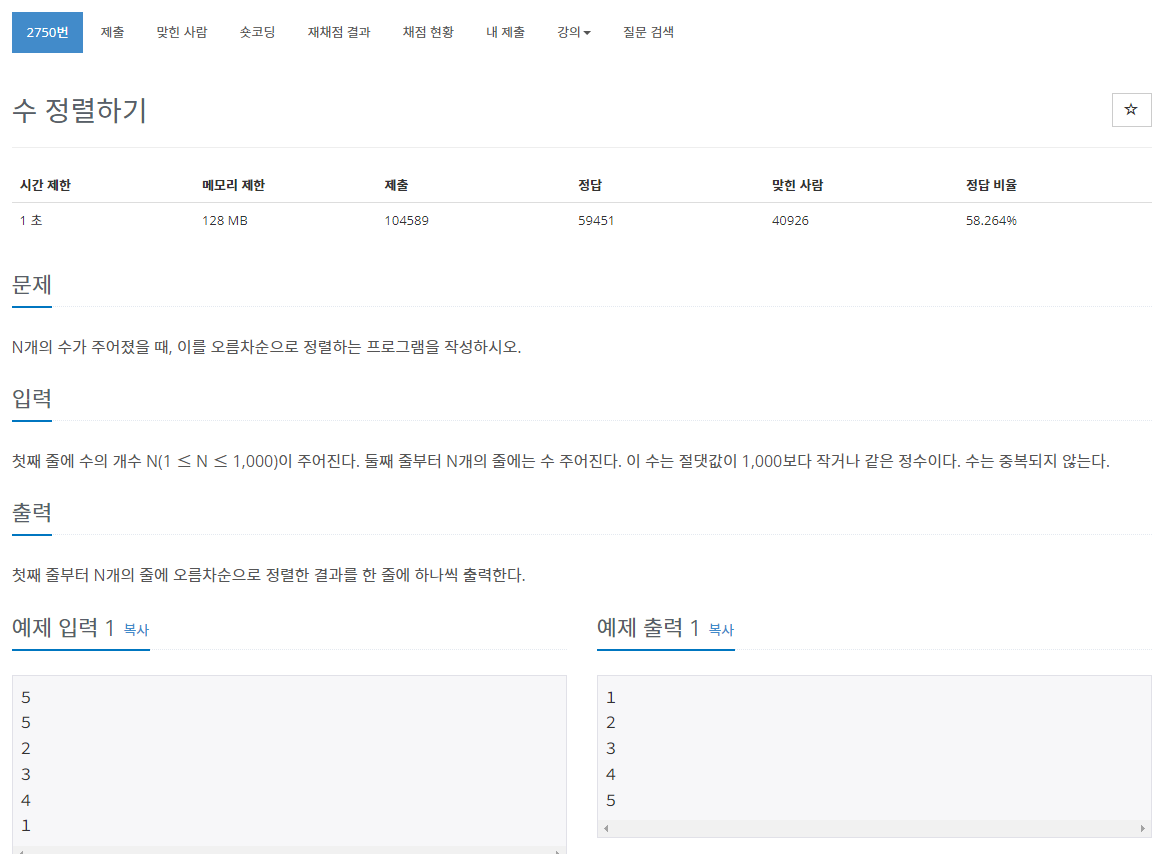 2750번 제출 맞힌 사람 숏코딩 재채점 결과 채점 현황 내 제출 강의 질문 검색
수 정렬하기
시간 제한 메모리 제한 제출 정답 맞힌 사람 정답 비율
1 초 128 MB 104589 59451 40926 58.264%
문제
N개의 수가 주어졌을 때, 이를 오름차순으로 정렬하는 프로그램을 작성하시오.
입력
첫째 줄에 수의 개수 N(1 ≤ N ≤ 1,000)이 주어진다. 둘째 줄부터 N개의 줄에는 수 주어진다. 이 수는 절댓값이 1,000보다 작거나 같은 정수이다. 수는 중복되지 않는다.
출력
첫째 줄부터 N개의 줄에 오름차순으로 정렬한 결과를 한 줄에 하나씩 출력한다.
예제 입력 1 복사
5
5
2
3
4
1
예제 출력 1 복사
1
2
3
4
5